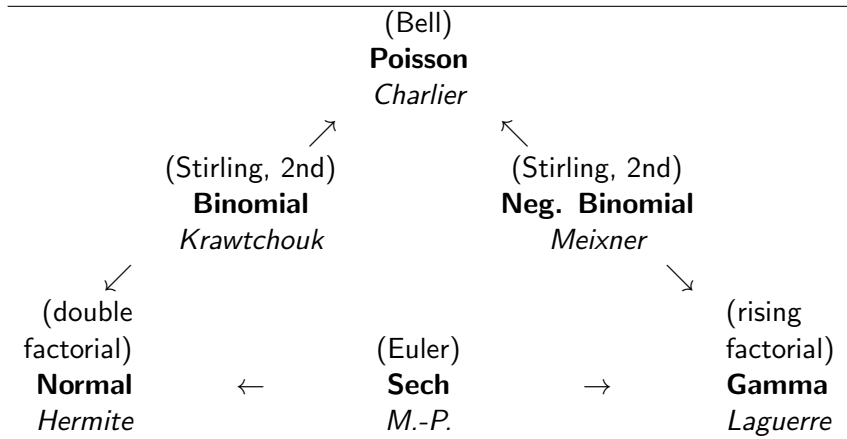 (Bell)
Poisson
Charlier
↗ ↖
(Stirling, 2nd) (Stirling, 2nd)
Binomial Neg. Binomial
Krawtchouk Meixner
↙ ↘
(double (rising
factorial) (Euler) factorial)
Normal ← Sech → Gamma
Hermite M.-P. Laguerre